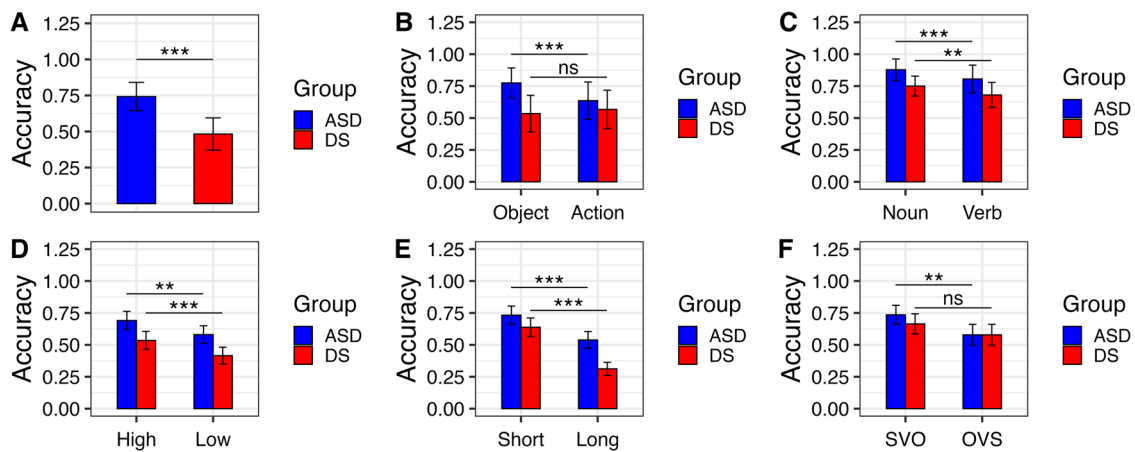 A
1.25
1.00
0.75
0.50
0.25
0.00
Accuracy
***
Group
ASD
DS
B
1.25
1.00
0.75
0.50
0.25
0.00
Accuracy
***
ns
Object Action
Group
ASD
DS
C
1.25
1.00
0.75
0.50
0.25
0.00
Accuracy
***
**
Noun Verb
Group
ASD
DS
D
1.25
1.00
0.75
0.50
0.25
0.00
Accuracy
**
***
High Low
Group
ASD
DS
E
1.25
1.00
0.75
0.50
0.25
0.00
Accuracy
***
***
Short Long
Group
ASD
DS
F
1.25
1.00
0.75
0.50
0.25
0.00
Accuracy
**
ns
SVO OVS
Group
ASD
DS